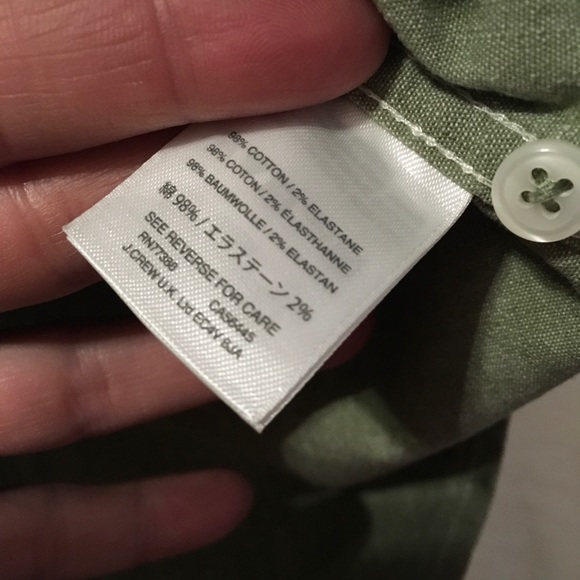 98% COTTON / 2% ELASTANE
98% COTON / 2% ÉLASTHANNE
98% BAUMWOLLE / 2% ELASTAN
綿 98% / エラステーン 2%
SEE REVERSE FOR CARE
RN77388 CA56445
J.CREW U.K. Ltd EC4Y 8JA